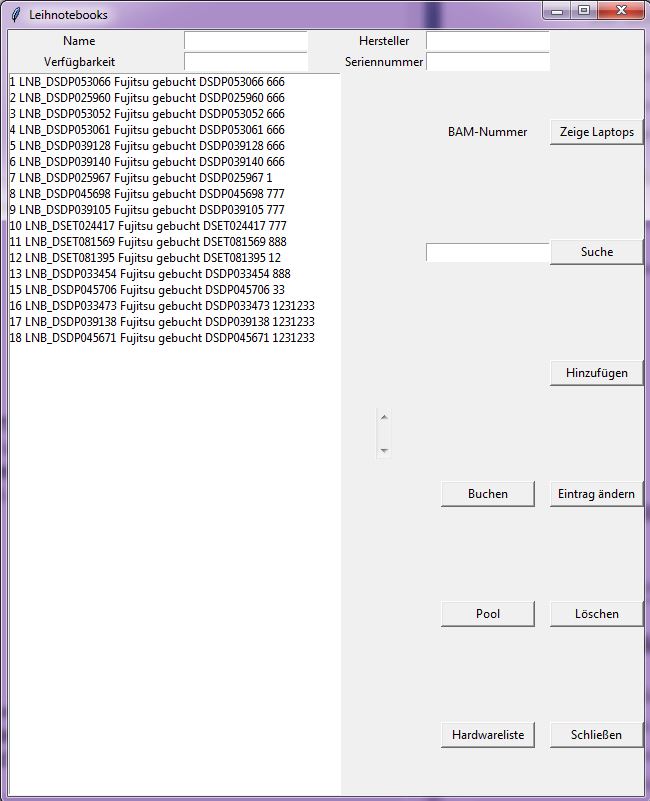 Leihnotebooks
Name Hersteller
Verfügbarkeit Seriennummer
1 LNB_DSDP053066 Fujitsu gebucht DSDP053066 666
2 LNB_DSDP025960 Fujitsu gebucht DSDP025960 666
3 LNB_DSDP053052 Fujitsu gebucht DSDP053052 666
4 LNB_DSDP053061 Fujitsu gebucht DSDP053061 666
5 LNB_DSDP039128 Fujitsu gebucht DSDP039128 666
6 LNB_DSDP039140 Fujitsu gebucht DSDP039140 666
7 LNB_DSDP025967 Fujitsu gebucht DSDP025967 1
8 LNB_DSDP045698 Fujitsu gebucht DSDP045698 777
9 LNB_DSDP039105 Fujitsu gebucht DSDP039105 777
10 LNB_DSET024417 Fujitsu gebucht DSET024417 777
11 LNB_DSET081569 Fujitsu gebucht DSET081569 888
12 LNB_DSET081395 Fujitsu gebucht DSET081395 12
13 LNB_DSDP033454 Fujitsu gebucht DSDP033454 888
15 LNB_DSDP045706 Fujitsu gebucht DSDP045706 33
16 LNB_DSDP033473 Fujitsu gebucht DSDP033473 1231233
17 LNB_DSDP039138 Fujitsu gebucht DSDP039138 1231233
18 LNB_DSDP045671 Fujitsu gebucht DSDP045671 1231233
BAM-Nummer Zeige Laptops
Suche
Hinzufügen
Buchen Eintrag ändern
Pool Löschen
Hardwareliste Schließen